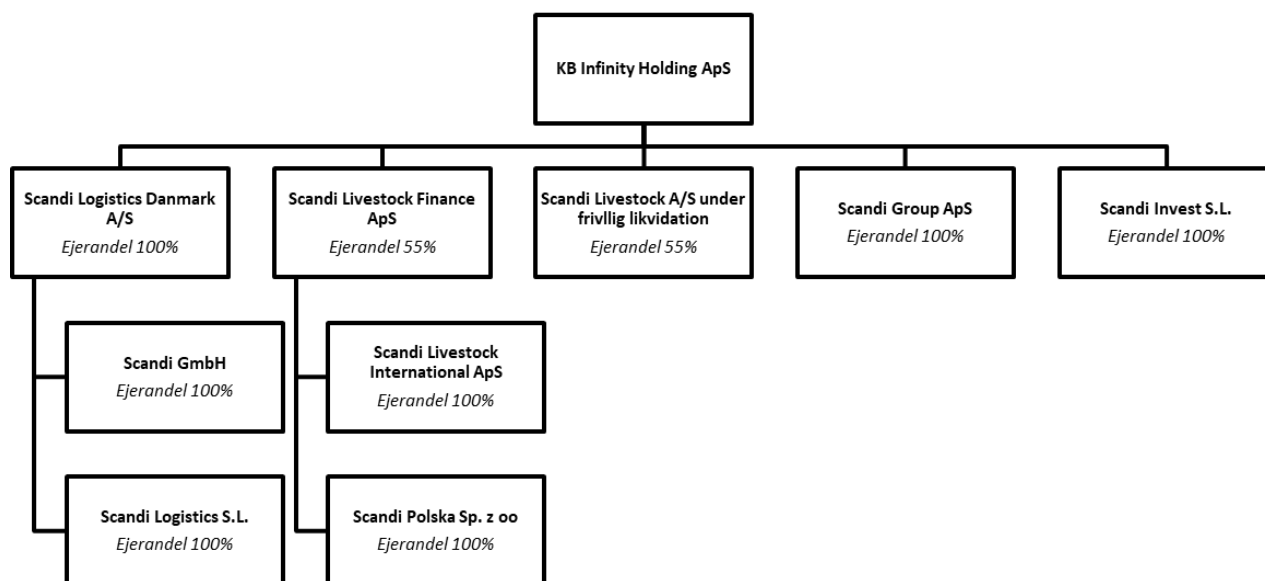 KB Infinity Holding ApS
Scandi Logistics Danmark
A/S
Ejerandel 100%
Scandi Livestock Finance
ApS
Ejerandel 55%
Scandi Livestock A/S under
frivllig likvidation
Ejerandel 55%
Scandi Group ApS
Ejerandel 100%
Scandi Invest S.L.
Ejerandel 100%
Scandi GmbH
Ejerandel 100%
Scandi Livestock
International ApS
Ejerandel 100%
Scandi Logistics S.L.
Ejerandel 100%
Scandi Polska Sp. z oo
Ejerandel 100%